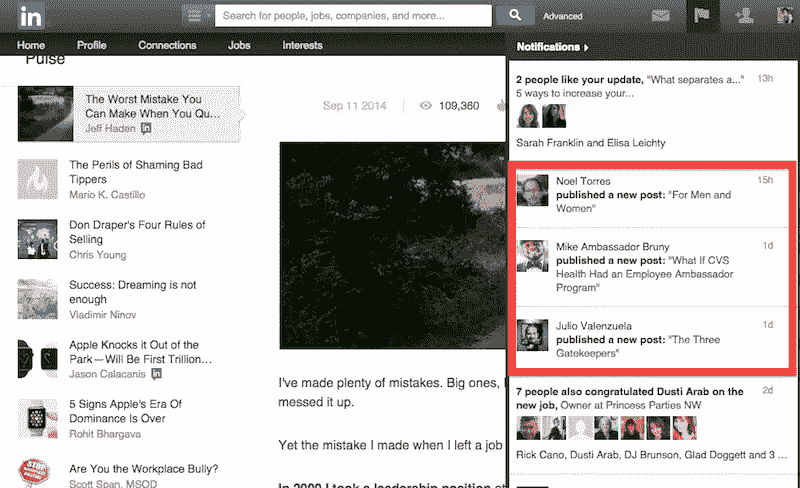 in
Search for people, jobs, companies, and more...
Advanced
Home
Profile
Connections
Jobs
Interests
Pulse
The Worst Mistake You
Can Make When You Qu...
Jeff Haden in
The Perils of Shaming Bad
Tippers
Mario K. Castillo
Don Draper's Four Rules of
Selling
Chris Young
Success: Dreaming is not
enough
Vladimir Ninov
Apple Knocks it Out of the
Park—Will Be First Trillion...
Jason Calacanis in
5 Signs Apple's Era Of
Dominance Is Over
Rohit Bhargava
STOP
Are You the Workplace Bully?
Scott Span, MSOD
Sep 11 2014
109,360
I've made plenty of mistakes. Big ones,
messed it up.
Yet the mistake I made when I left a job
In 2000 I took a leadership position
Notifications
2 people like your update, "What separates a..." 13h
5 ways to increase your...
Sarah Franklin and Elisa Leichty
Noel Torres 15h
published a new post: "For Men and
Women"
Mike Ambassador Bruny 1d
published a new post: "What If CVS
Health Had an Employee Ambassador
Program"
Julio Valenzuela 1d
published a new post: "The Three
Gatekeepers"
7 people also congratulated Dusti Arab on the 2d
new job, Owner at Princess Parties NW
Rick Cano, Dusti Arab, DJ Brunson, Glad Doggett and 3 ...